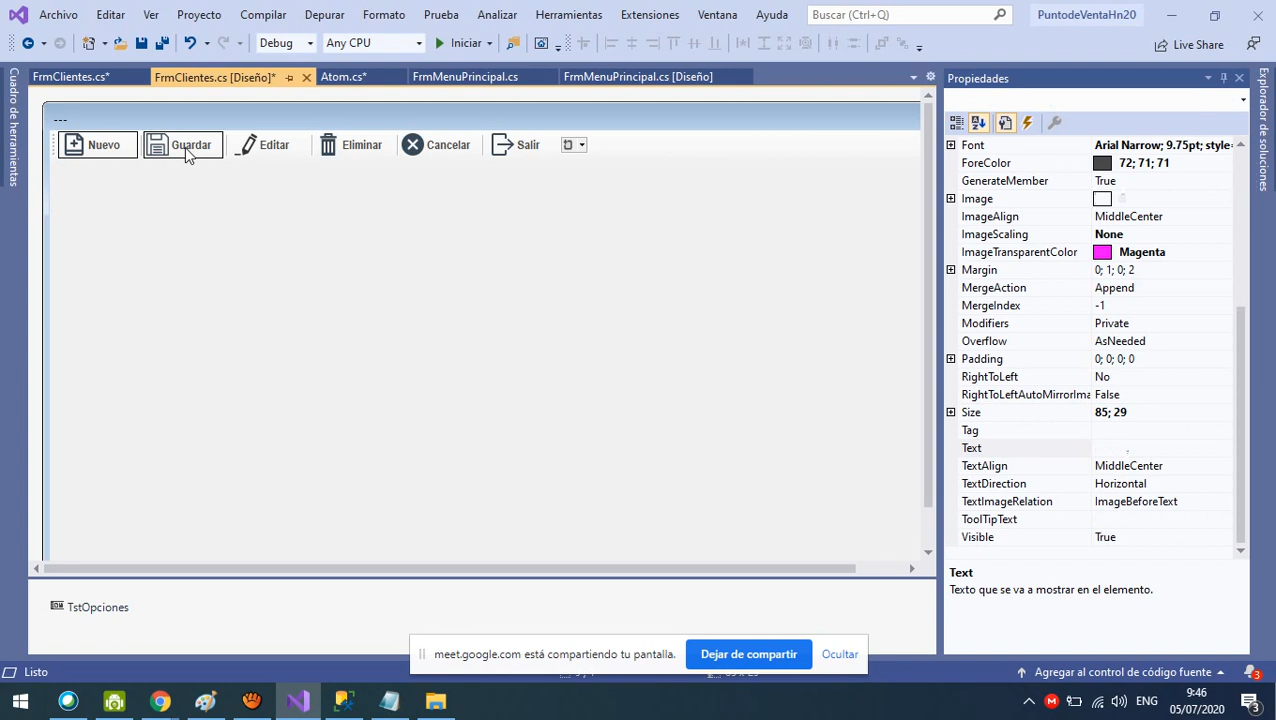 Archivo Editar Ver Proyecto Compilar Depurar Formato Prueba Analizar Herramientas Extensiones Ventana Ayuda Buscar (Ctrl+Q) PuntodeVentaHn20
Debug Any CPU Iniciar Live Share
FrmClientes.cs* FrmClientes.cs [Diseño]* Atom.cs* FrmMenuPrincipal.cs FrmMenuPrincipal.cs [Diseño]
Cuadro de herramientas
---
Nuevo Guardar Editar Eliminar Cancelar Salir
TstOpciones
Propiedades
Font Arial Narrow; 9.75pt; style=
ForeColor 72; 71; 71
GenerateMember True
Image
ImageAlign MiddleCenter
ImageScaling None
ImageTransparentColor Magenta
Margin 0; 1; 0; 2
MergeAction Append
MergeIndex -1
Modifiers Private
Overflow AsNeeded
Padding 0; 0; 0; 0
RightToLeft No
RightToLeftAutoMirrorIma False
Size 85; 29
Tag
Text
TextAlign MiddleCenter
TextDirection Horizontal
TextImageRelation ImageBeforeText
ToolTipText
Visible True
Text
Texto que se va a mostrar en el elemento.
Explorador de soluciones
meet.google.com está compartiendo tu pantalla. Dejar de compartir Ocultar
Listo Agregar al control de código fuente 3
ENG 9:46
05/07/2020 3